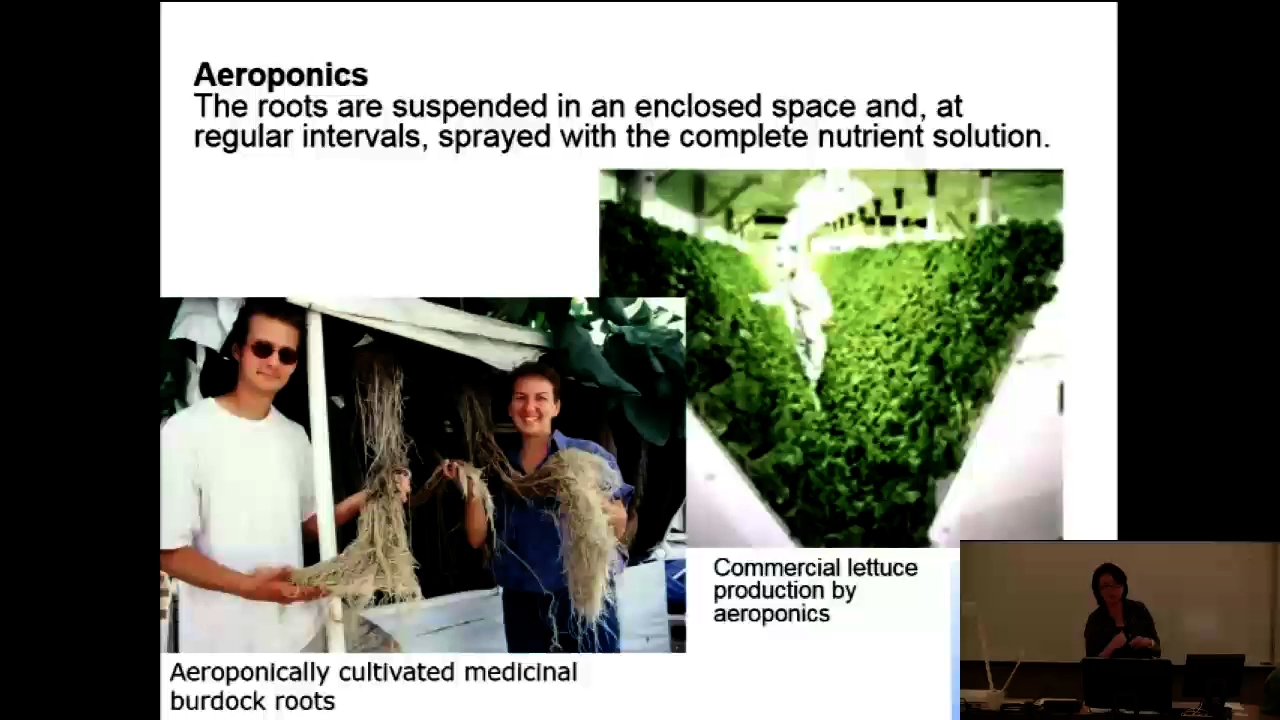 Aeroponics
The roots are suspended in an enclosed space and, at
regular intervals, sprayed with the complete nutrient solution.
Commercial lettuce
production by
aeroponics
Aeroponically cultivated medicinal
burdock roots